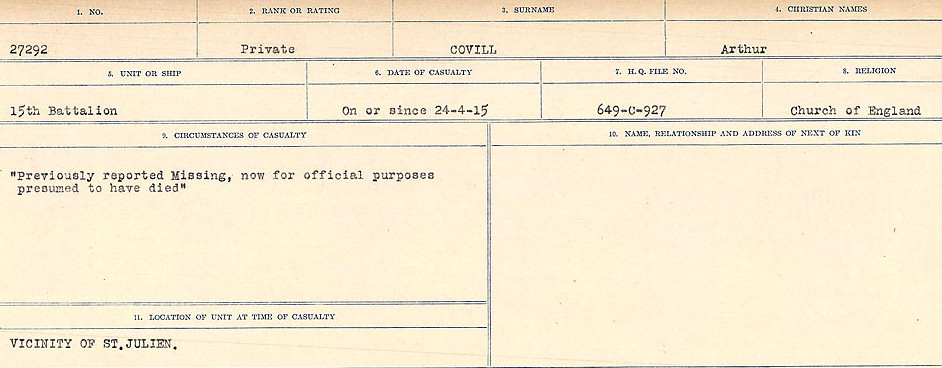 1. NO. 2. RANK OR RATING 3. SURNAME 4. CHRISTIAN NAMES
27292 Private COVILL Arthur
5. UNIT OR SHIP 6. DATE OF CASUALTY 7. H. Q. FILE NO. 8. RELIGION
15th Battalion On or since 24-4-15 649-C-927 Church of England
9. CIRCUMSTANCES OF CASUALTY 10. NAME, RELATIONSHIP AND ADDRESS OF NEXT OF KIN
"Previously reported Missing, now for official purposes
presumed to have died"
11. LOCATION OF UNIT AT TIME OF CASUALTY
VICINITY OF ST.JULIEN.